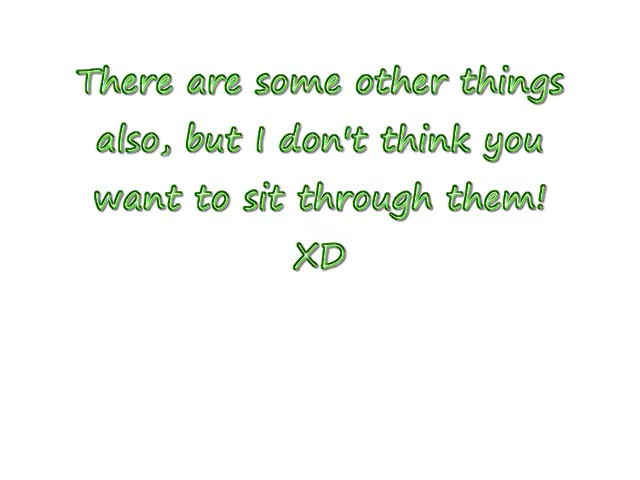 There are some other things
also, but I don't think you
want to sit through them!
XD